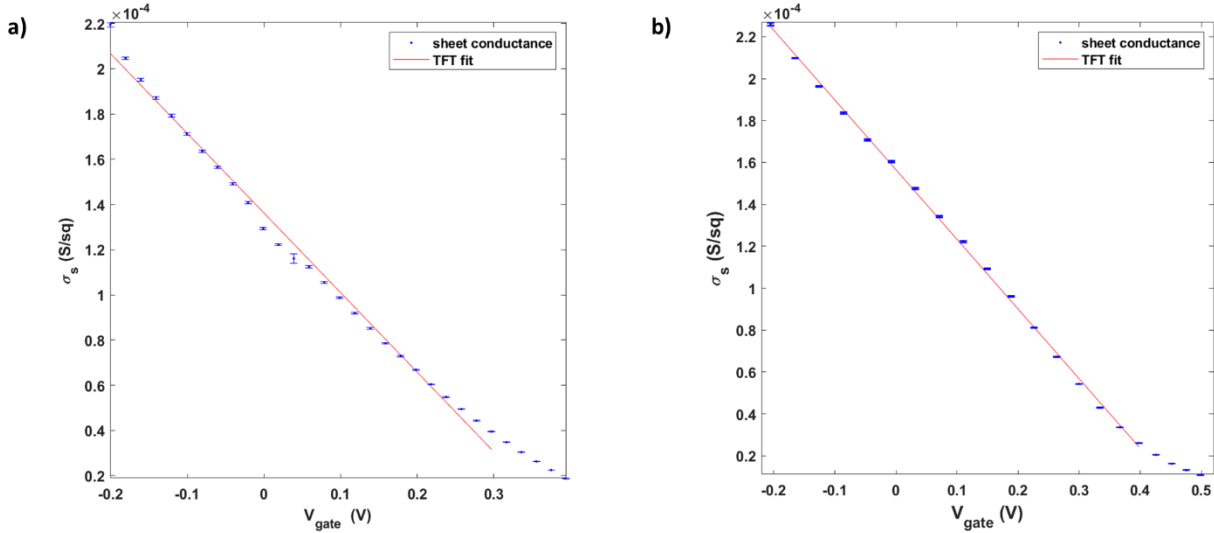 a)
×10⁻⁴
2.2
2
1.8
1.6
1.4
1.2
1
0.8
0.6
0.4
0.2
σs (S/sq)
-0.2 -0.1 0 0.1 0.2 0.3
Vgate (V)
sheet conductance
TFT fit
b)
×10⁻⁴
2.2
2
1.8
1.6
1.4
1.2
1
0.8
0.6
0.4
0.2
σs (S/sq)
-0.2 -0.1 0 0.1 0.2 0.3 0.4 0.5
Vgate (V)
sheet conductance
TFT fit